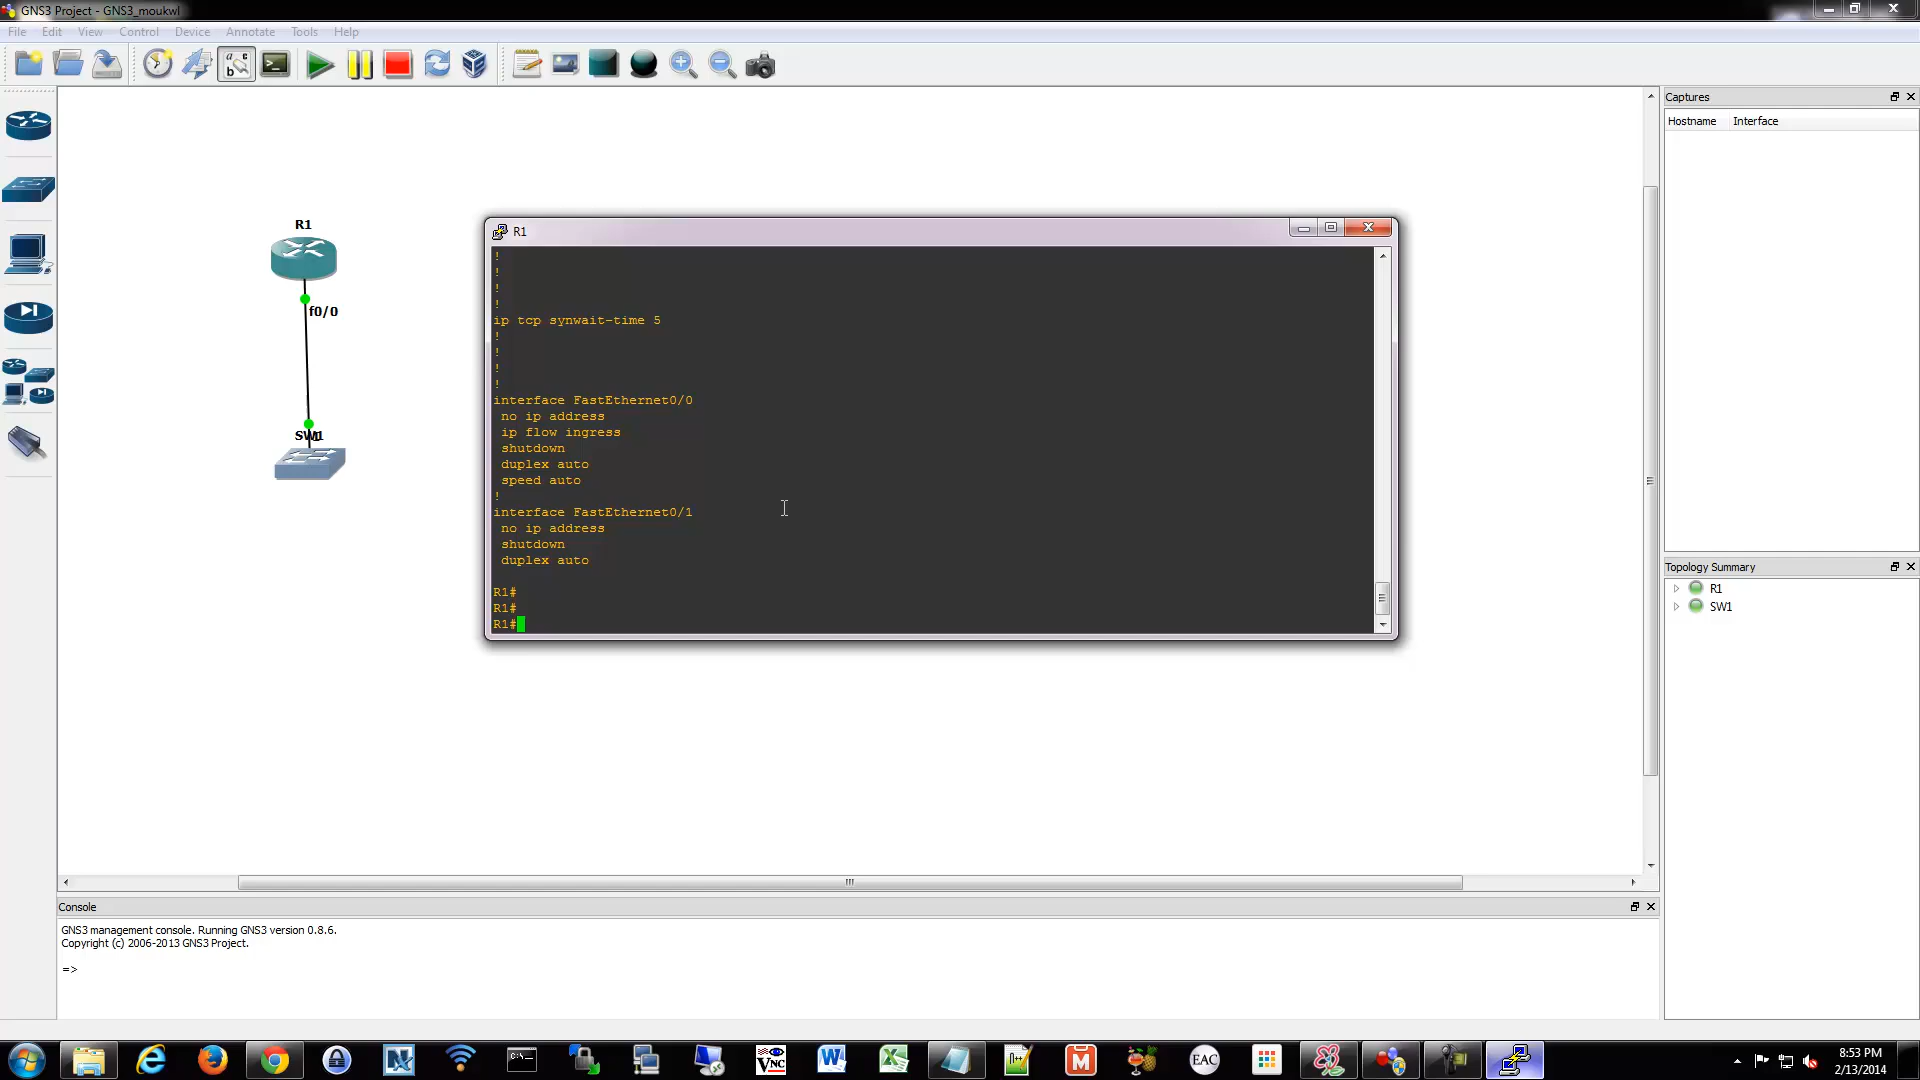 GNS3 Project - GNS3_moukwl
File Edit View Control Device Annotate Tools Help
Captures
Hostname Interface
R1
f0/0
SW1
R1
!
!
!
!
ip tcp synwait-time 5
!
!
!
!
interface FastEthernet0/0
no ip address
ip flow ingress
shutdown
duplex auto
speed auto
!
interface FastEthernet0/1
no ip address
shutdown
duplex auto
R1#
R1#
R1#
Topology Summary
R1
SW1
Console
GNS3 management console. Running GNS3 version 0.8.6.
Copyright (c) 2006-2013 GNS3 Project.
=>
8:53 PM
2/13/2014
VNC
EAC